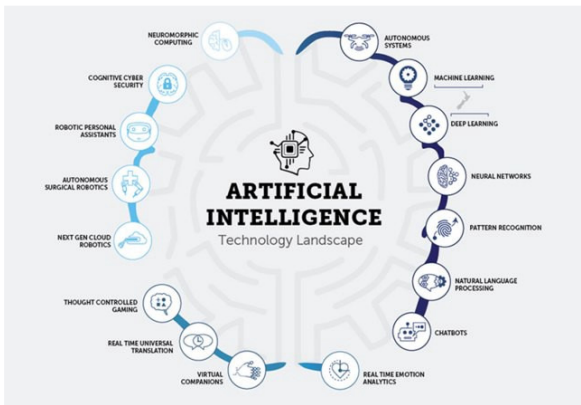 NEUROMORPHIC
COMPUTING
COGNITIVE CYBER
SECURITY
ROBOTIC PERSONAL
ASSISTANTS
AUTONOMOUS
SURGICAL ROBOTICS
NEXT GEN CLOUD
ROBOTICS
THOUGHT CONTROLLED
GAMING
REAL TIME UNIVERSAL
TRANSLATION
VIRTUAL
COMPANIONS
ARTIFICIAL
INTELLIGENCE
Technology Landscape
AUTONOMOUS
SYSTEMS
MACHINE LEARNING
DEEP LEARNING
NEURAL NETWORKS
PATTERN RECOGNITION
NATURAL LANGUAGE
PROCESSING
CHATBOTS
REAL TIME EMOTION
ANALYTICS